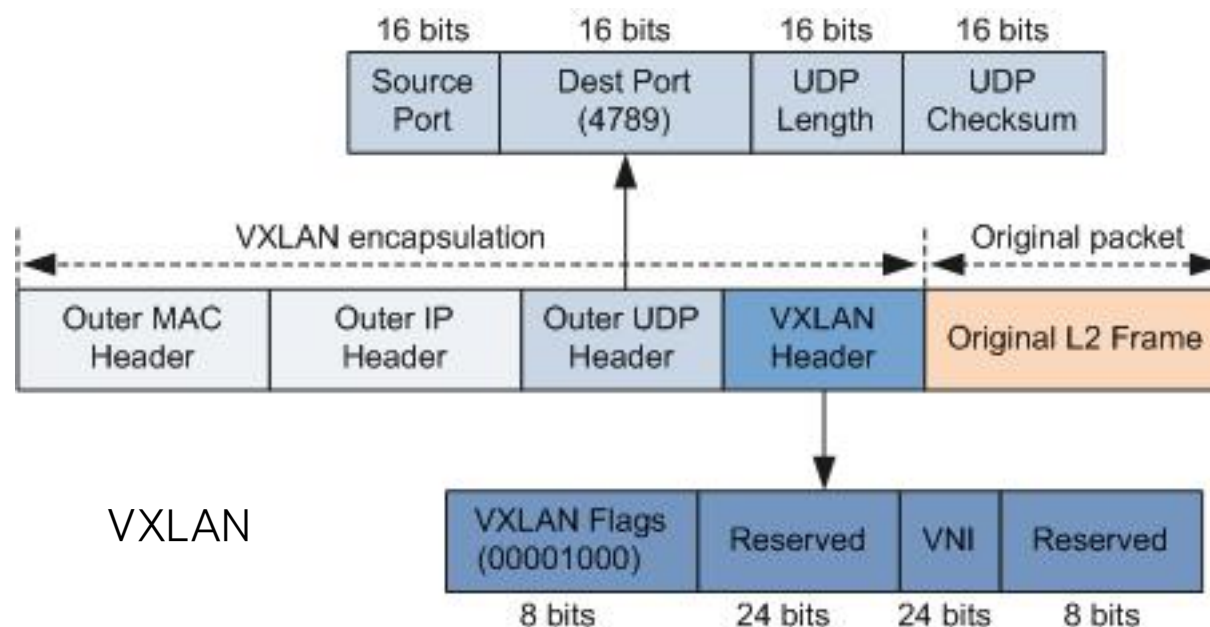 16 bits 16 bits 16 bits 16 bits
Source Port
Dest Port (4789)
UDP Length
UDP Checksum
VXLAN encapsulation
Original packet
Outer MAC Header
Outer IP Header
Outer UDP Header
VXLAN Header
Original L2 Frame
VXLAN
VXLAN Flags
(00001000)
Reserved
VNI
Reserved
8 bits 24 bits 24 bits 8 bits